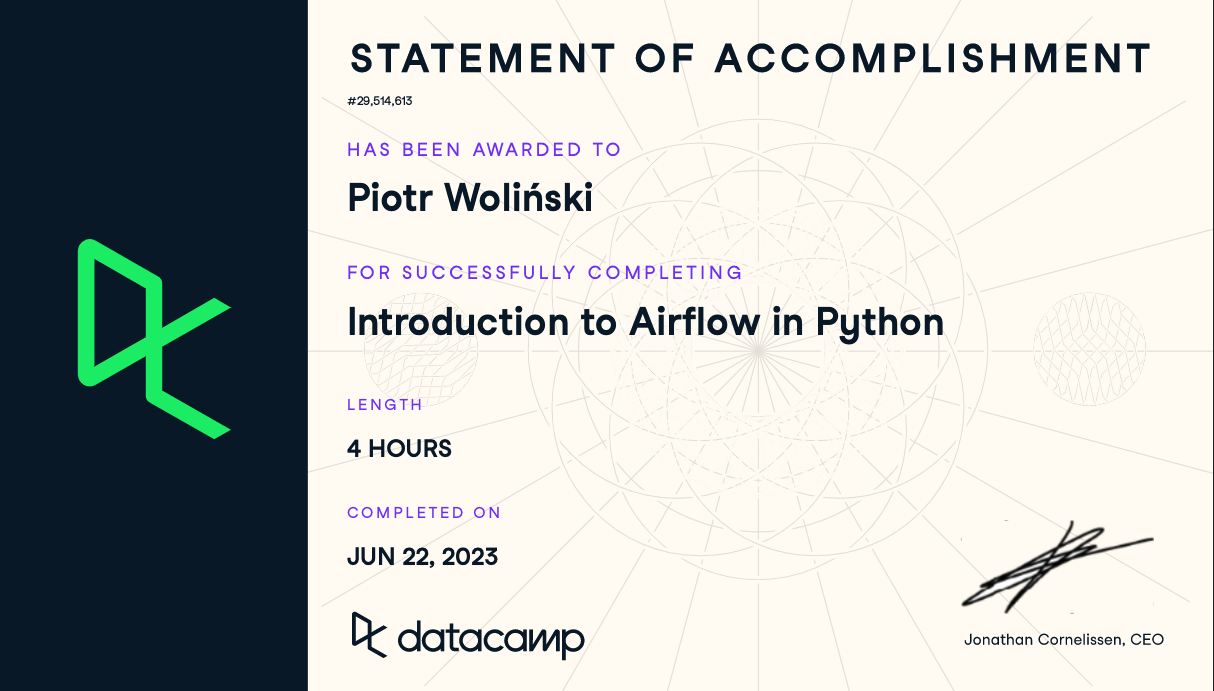 STATEMENT OF ACCOMPLISHMENT
#29,514,613
HAS BEEN AWARDED TO
Piotr Woliński
FOR SUCCESSFULLY COMPLETING
Introduction to Airflow in Python
LENGTH
4 HOURS
COMPLETED ON
JUN 22, 2023
datacamp
Jonathan Cornelissen, CEO